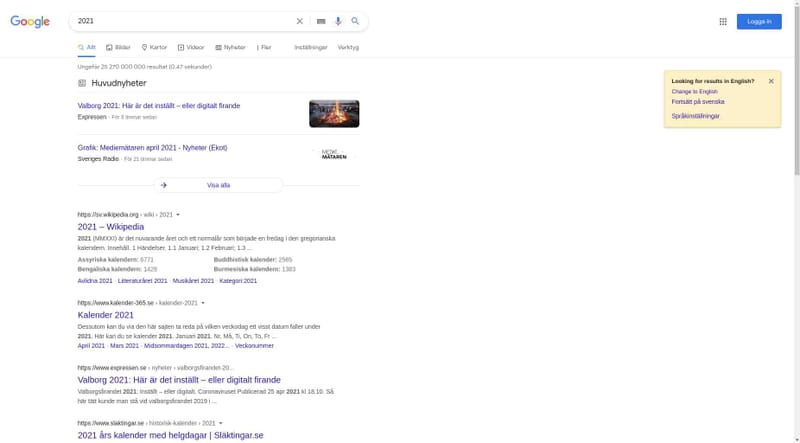 Google
2021
Logga in
Allt Bilder Kartor Videor Nyheter Fler Inställningar Verktyg
Ungefär 25 270 000 000 resultat (0,47 sekunder)
Huvudnyheter
Valborg 2021: Här är det inställt – eller digitalt firande
Expressen · För 8 timmar sedan
Grafik: Mediemätaren april 2021 - Nyheter (Ekot)
Sveriges Radio · För 21 timmar sedan
MEDIE
MÄTAREN
Visa alla
Looking for results in English?
Change to English
Fortsätt på svenska
Språkinställningar
https://sv.wikipedia.org › wiki › 2021
2021 – Wikipedia
2021 (MMXXI) är det nuvarande året och ett normalår som började en fredag i den gregorianska
kalendern. Innehåll. 1 Händelser. 1.1 Januari; 1.2 Februari; 1.3 ...
Assyriska kalendern: 6771 Buddhistisk kalender: 2565
Bengaliska kalendern: 1428 Burmesiska kalendern: 1383
Avlidna 2021 · Litteraturåret 2021 · Musikåret 2021 · Kategori 2021
https://www.kalender-365.se › kalender-2021
Kalender 2021
Dessutom kan du via den här sajten ta reda på vilken veckodag ett visst datum faller under
2021. Här kan du se kalender 2021. Januari 2021. Nr, Må, Ti, On, To, Fr ...
April 2021 · Mars 2021 · Midsommardagen 2021, 2022... · Veckonummer
https://www.expressen.se › nyheter › valborgsfirandet-20...
Valborg 2021: Här är det inställt – eller digitalt firande
Valborgsfirandet 2021: Inställt – eller digitalt. Coronaviruset Publicerad 25 apr 2021 kl 18.10. Så
här tätt kunde man stå vid valborgsfirandet 2019 i ...
https://www.slaktingar.se › historisk-kalender › 2021
2021 års kalender med helgdagar | Släktingar.se